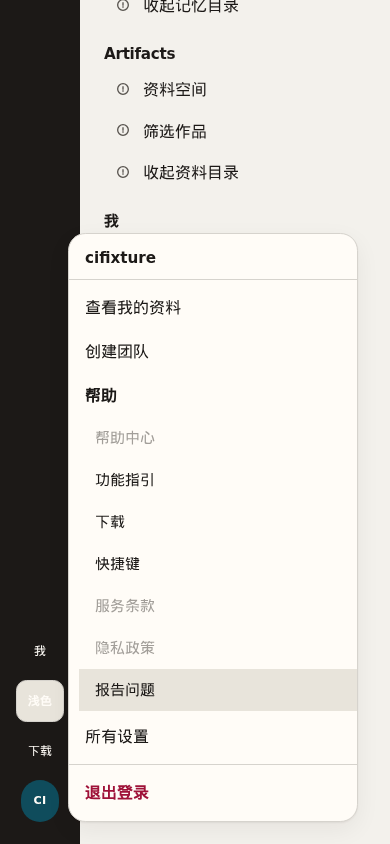 收起记忆目录
Artifacts
资料空间
筛选作品
收起资料目录
我
cifixture
查看我的资料
创建团队
帮助
帮助中心
功能指引
下载
快捷键
服务条款
隐私政策
报告问题
所有设置
退出登录
我
浅色
下载
CI